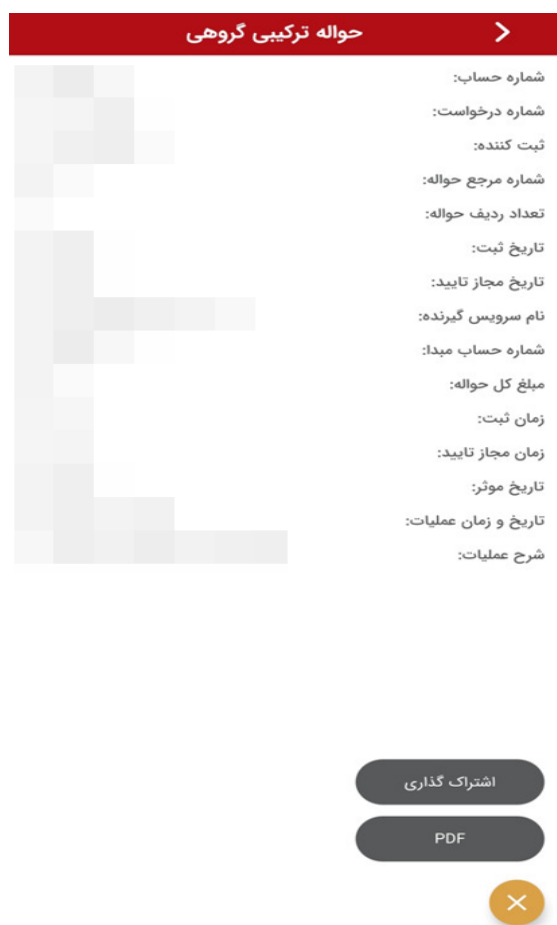 حواله ترکیبی گروهی
شماره حساب:
شماره درخواست:
ثبت کننده:
شماره مرجع حواله:
تعداد ردیف حواله:
تاریخ ثبت:
تاریخ مجاز تایید:
نام سرویس گیرنده:
شماره حساب مبدا:
مبلغ کل حواله:
زمان ثبت:
زمان مجاز تایید:
تاریخ موثر:
تاریخ و زمان عملیات:
شرح عملیات:
اشتراک گذاری
PDF